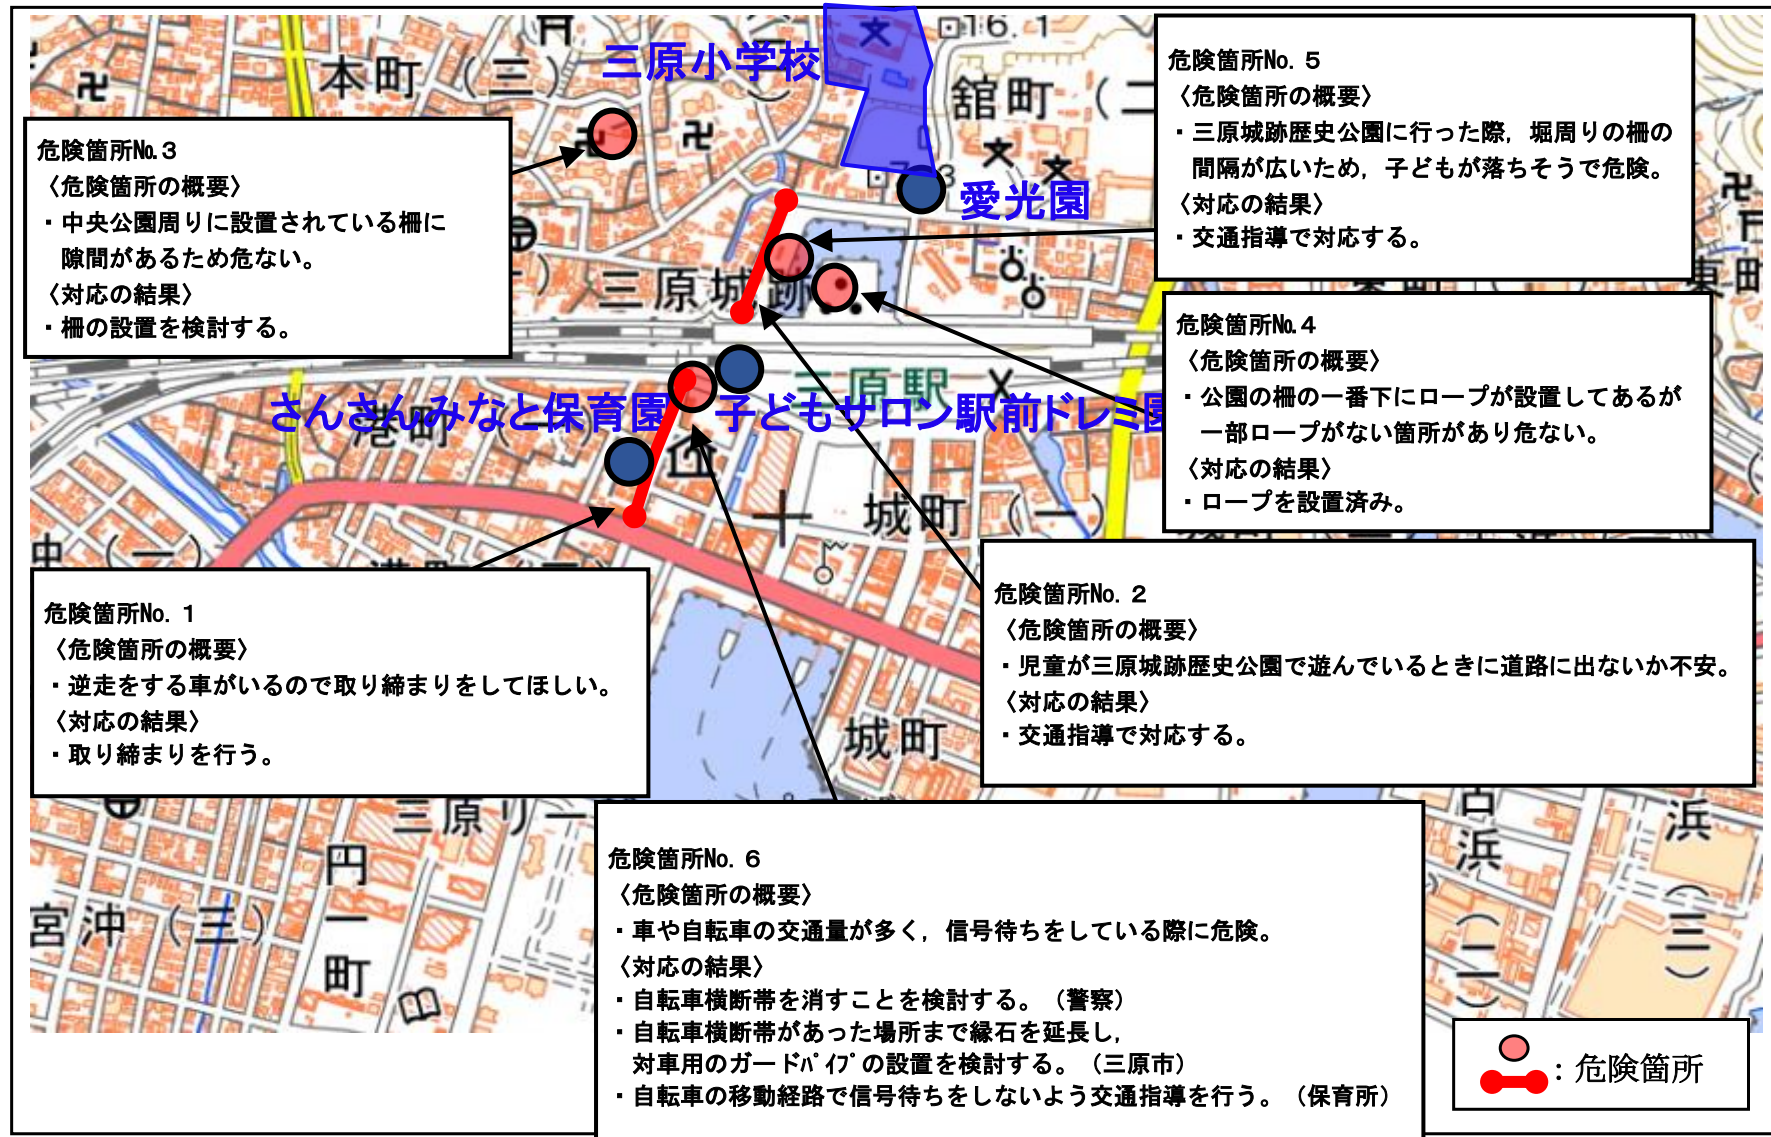 三原小学校
本町（三）
舘町（二
16.1
愛光園
三原城跡
三原駅
さんさんみなと保育園
子どもサロン駅前ドレミ園
城町（一）
城町
中（一）
三原リー
円一町
宮沖（三）
古浜（二）
浜（三）
危険箇所No.3
〈危険箇所の概要〉
・中央公園周りに設置されている柵に
隙間があるため危ない。
〈対応の結果〉
・柵の設置を検討する。
危険箇所No. 5
〈危険箇所の概要〉
・三原城跡歴史公園に行った際，堀周りの柵の
間隔が広いため，子どもが落ちそうで危険。
〈対応の結果〉
・交通指導で対応する。
危険箇所No.4
〈危険箇所の概要〉
・公園の柵の一番下にロープが設置してあるが
一部ロープがない箇所があり危ない。
〈対応の結果〉
・ロープを設置済み。
危険箇所No. 1
〈危険箇所の概要〉
・逆走をする車がいるので取り締まりをしてほしい。
〈対応の結果〉
・取り締まりを行う。
危険箇所No. 2
〈危険箇所の概要〉
・児童が三原城跡歴史公園で遊んでいるときに道路に出ないか不安。
〈対応の結果〉
・交通指導で対応する。
危険箇所No. 6
〈危険箇所の概要〉
・車や自転車の交通量が多く，信号待ちをしている際に危険。
〈対応の結果〉
・自転車横断帯を消すことを検討する。（警察）
・自転車横断帯があった場所まで縁石を延長し，
対車用のガードﾊﾟｲﾌﾟの設置を検討する。（三原市）
・自転車の移動経路で信号待ちをしないよう交通指導を行う。（保育所）
：危険箇所